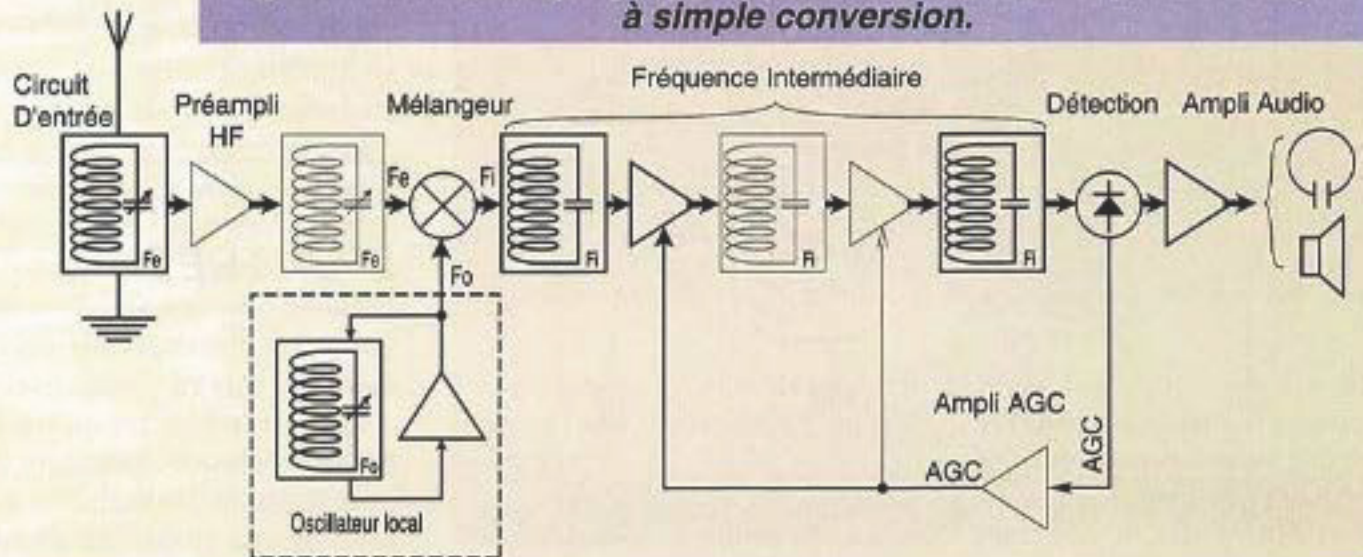 à simple conversion.
Fréquence Intermédiaire
Circuit
D'entrée
Préampli
HF
Mélangeur
Détection
Ampli Audio
Fe
Fe
Fe
Fi
Fi
Fi
Fi
Fo
Fo
Oscillateur local
Ampli AGC
AGC
AGC